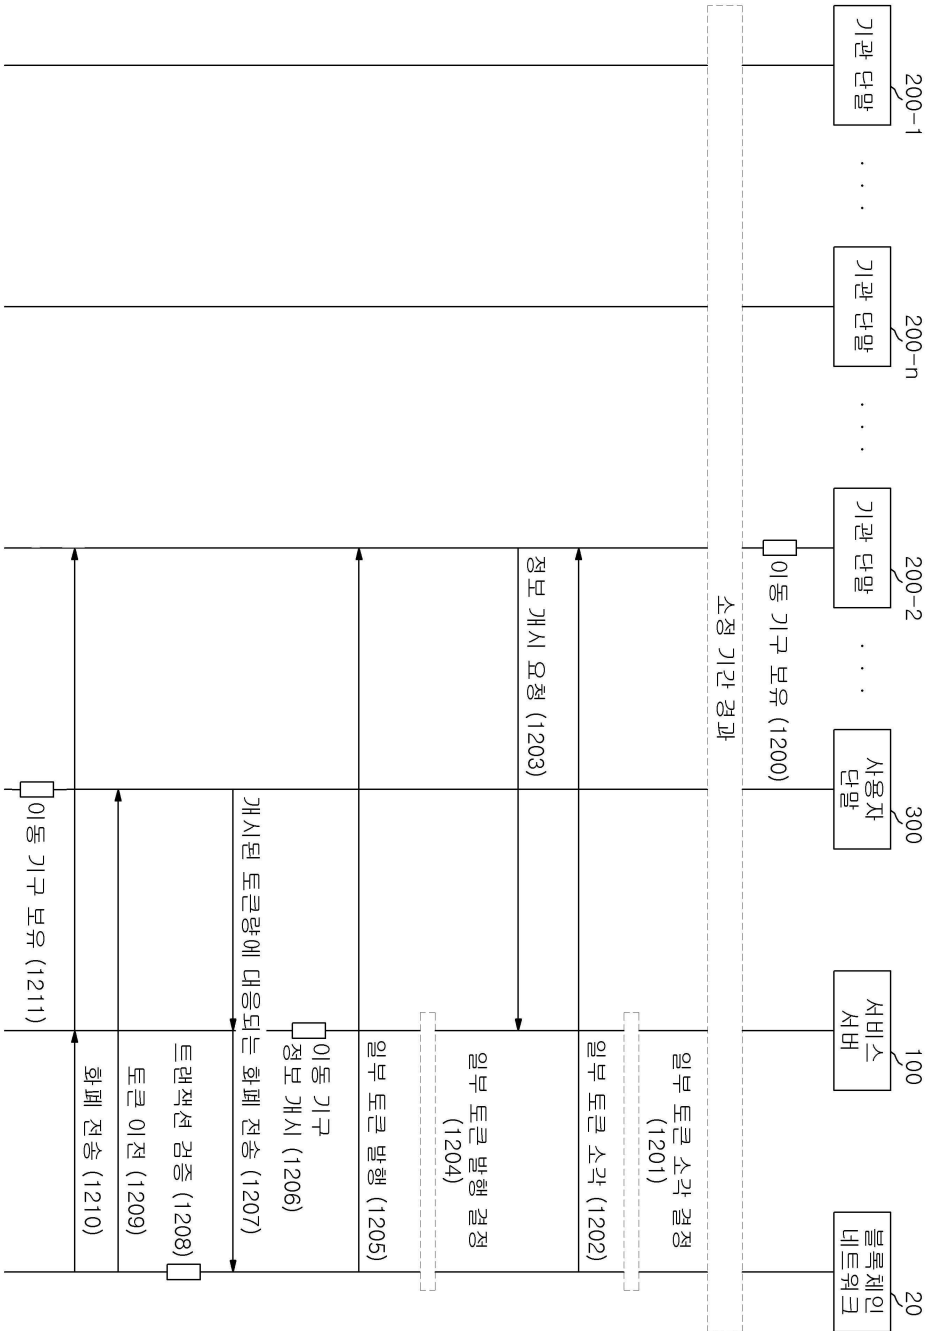 200-1
기관 단말
· · ·
200-n
기관 단말
· · ·
200-2
기관 단말
· · ·
300
사용자
단말
100
서비스
서버
20
블록체인
네트워크
이동 기구 보유 (1200)
소정 기간 경과
일부 토큰 소각 결정
(1201)
일부 토큰 소각 (1202)
정보 개시 요청 (1203)
일부 토큰 발행 결정
(1204)
일부 토큰 발행 (1205)
이동 기구
정보 개시 (1206)
개시된 토큰량에 대응되는 화폐 전송 (1207)
트랜잭션 검증 (1208)
토큰 이전 (1209)
화폐 전송 (1210)
이동 기구 보유 (1211)